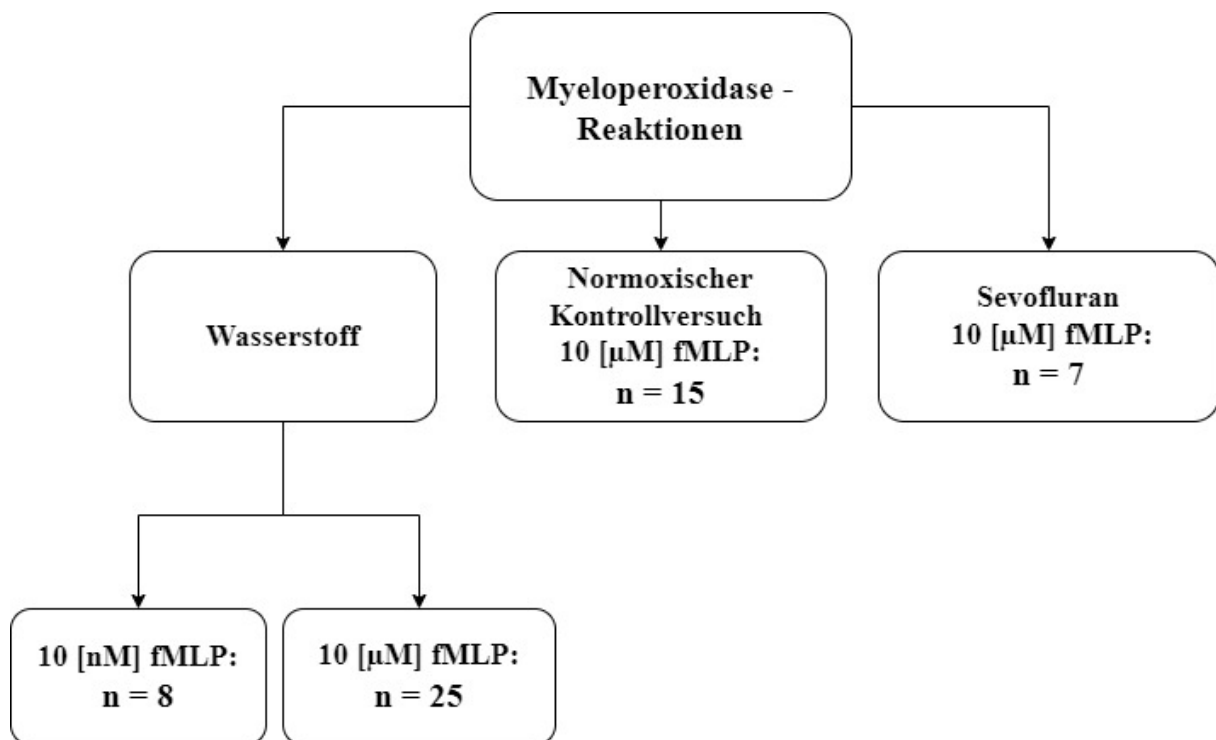 Myeloperoxidase -
Reaktionen
Wasserstoff
Normoxischer
Kontrollversuch
10 [µM] fMLP:
n = 15
Sevofluran
10 [µM] fMLP:
n = 7
10 [nM] fMLP:
n = 8
10 [µM] fMLP:
n = 25